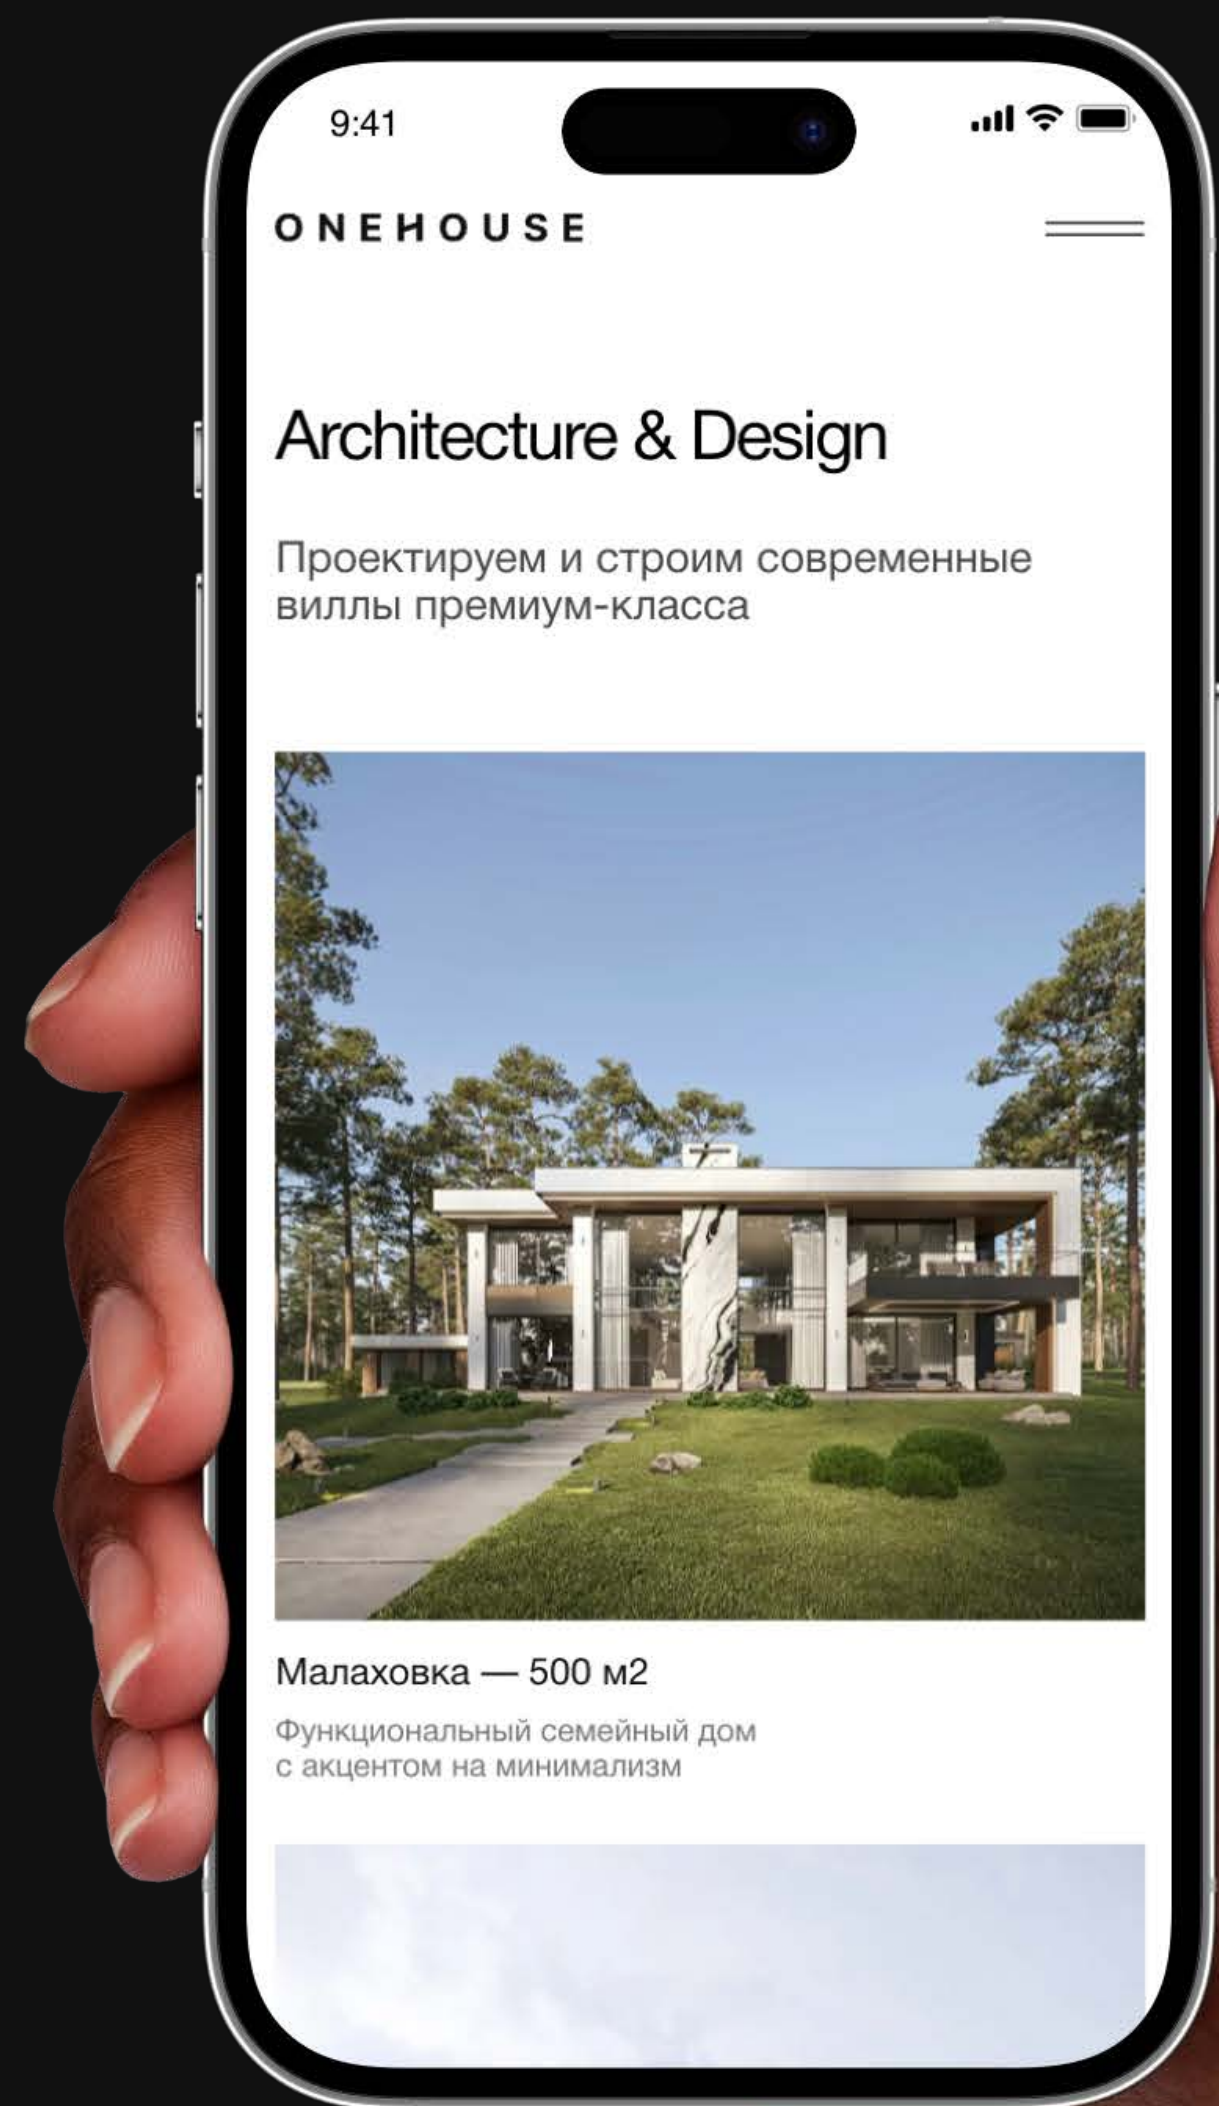 9:41
ONEHOUSE
Architecture & Design
Проектируем и строим современные
виллы премиум-класса
Малаховка — 500 м2
Функциональный семейный дом
с акцентом на минимализм